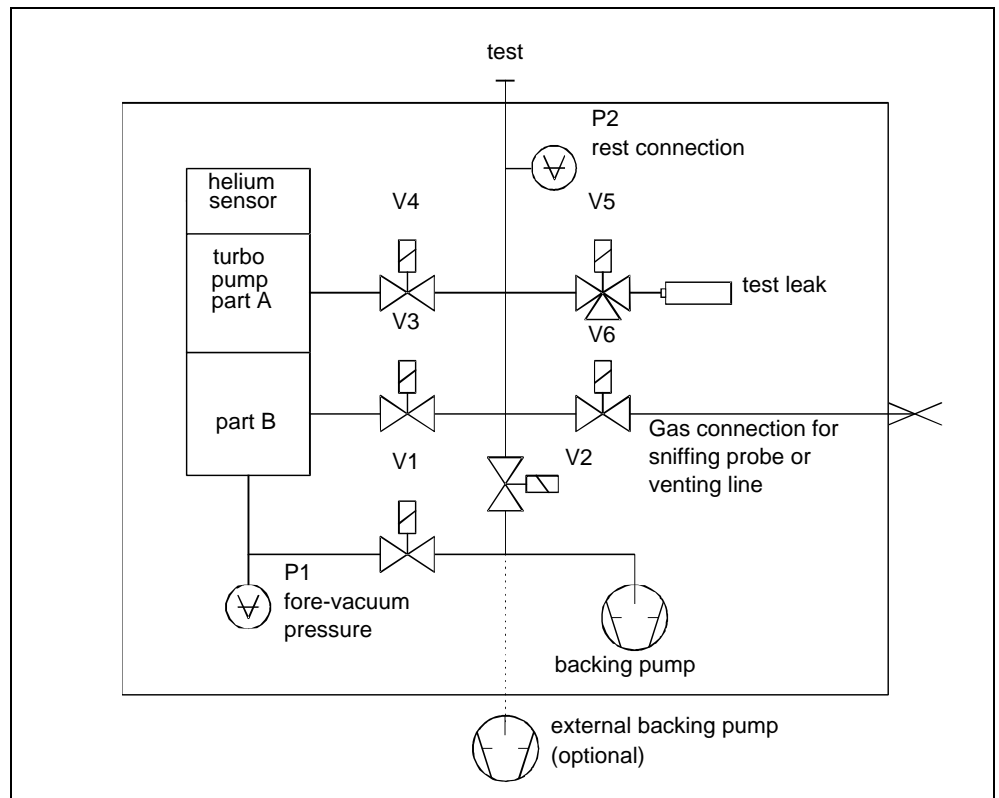 test
P2
rest connection
helium
sensor
V4
V5
turbo
pump
part A
test leak
V3
V6
part B
Gas connection for
sniffing probe or
venting line
V1
V2
P1
fore-vacuum
pressure
backing pump
external backing pump
(optional)